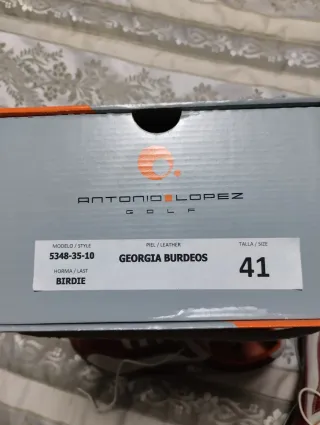 ANTONIO LOPEZ
GOLF
MODELO / STYLE PIEL / LEATHER TALLA / SIZE
5348-35-10 GEORGIA BURDEOS 41
HORMA / LAST
BIRDIE